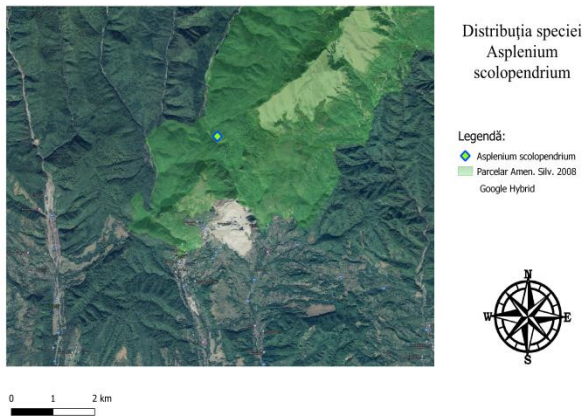 Distribuția speciei
Asplenium
scolopendrium
Legendă:
Asplenium scolopendrium
Parcelar Amen. Silv. 2008
Google Hybrid
N
W E
S
0 1 2 km